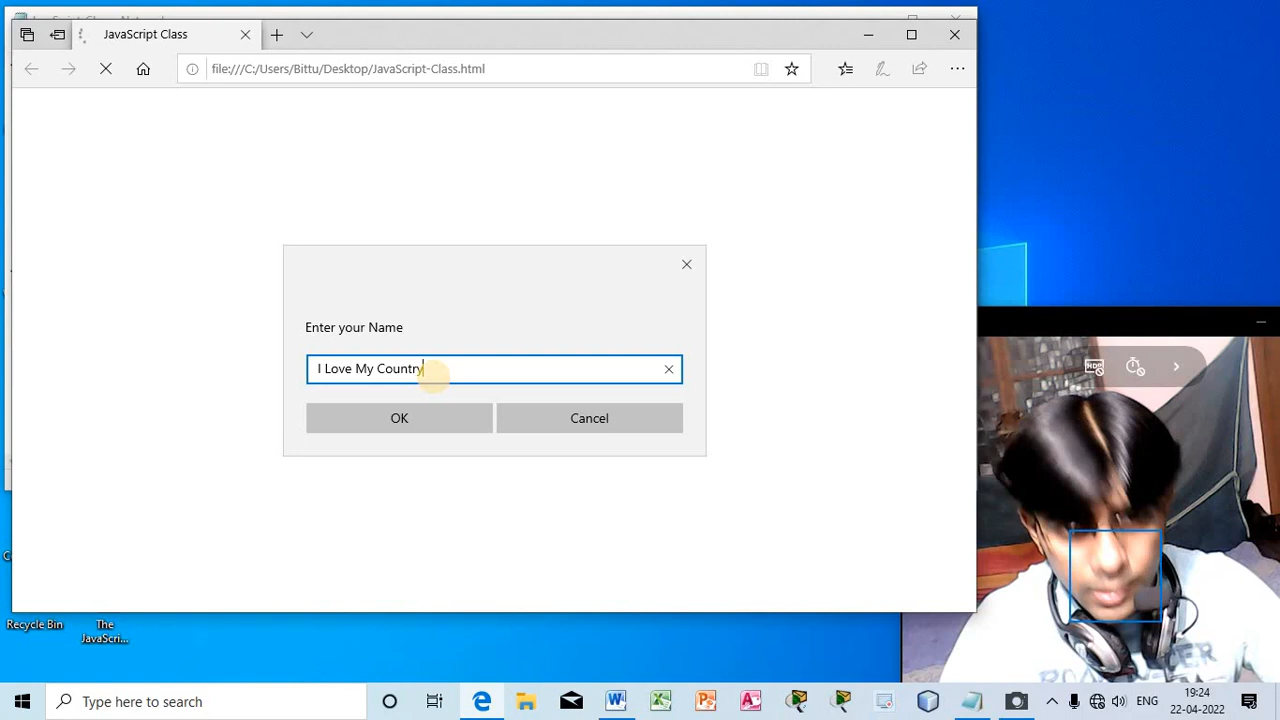 JavaScript Class
file:///C:/Users/Bittu/Desktop/JavaScript-Class.html
Enter your Name
I Love My Country
OK
Cancel
HDR
Recycle Bin
The
JavaScri...
Type here to search
ENG
19:24
22-04-2022